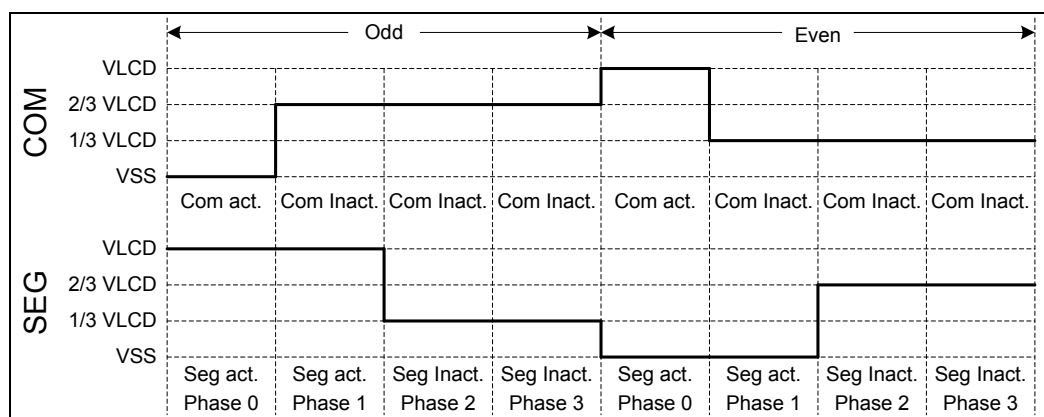 Odd Even
COM
VLCD
2/3 VLCD
1/3 VLCD
VSS
Com act. Com Inact. Com Inact. Com Inact. Com act. Com Inact. Com Inact. Com Inact.
SEG
VLCD
2/3 VLCD
1/3 VLCD
VSS
Seg act. Seg act. Seg Inact. Seg Inact. Seg act. Seg act. Seg Inact. Seg Inact.
Phase 0 Phase 1 Phase 2 Phase 3 Phase 0 Phase 1 Phase 2 Phase 3